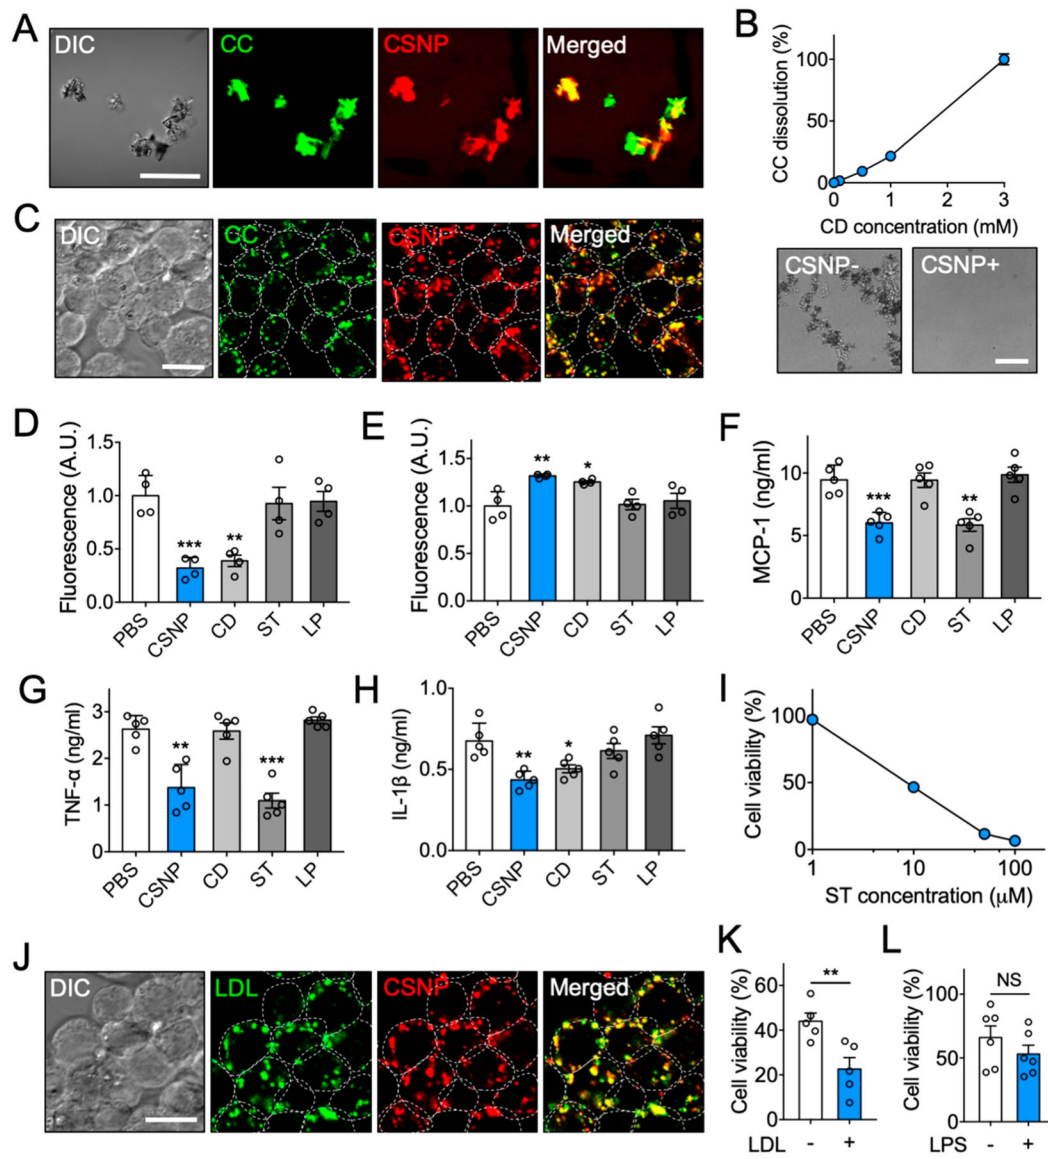 A
DIC
CC
CSNP
Merged
B
CC dissolution (%)
100
50
0
0
1
2
3
CD concentration (mM)
CSNP-
CSNP+
C
DIC
CC
CSNP
Merged
D
Fluorescence (A.U.)
1.5
1.0
0.5
0.0
***
**
PBS
CSNP
CD
ST
LP
E
Fluorescence (A.U.)
1.5
1.0
0.5
0.0
**
*
PBS
CSNP
CD
ST
LP
F
MCP-1 (ng/ml)
10
5
0
***
**
PBS
CSNP
CD
ST
LP
G
TNF-α (ng/ml)
3
2
1
0
**
***
PBS
CSNP
CD
ST
LP
H
IL-1β (ng/ml)
1.0
0.5
0.0
**
*
PBS
CSNP
CD
ST
LP
I
Cell viability (%)
100
50
0
1
10
100
ST concentration (μM)
J
DIC
LDL
CSNP
Merged
K
Cell viability (%)
60
40
20
0
**
LDL - +
L
Cell viability (%)
100
50
0
NS
LPS - +